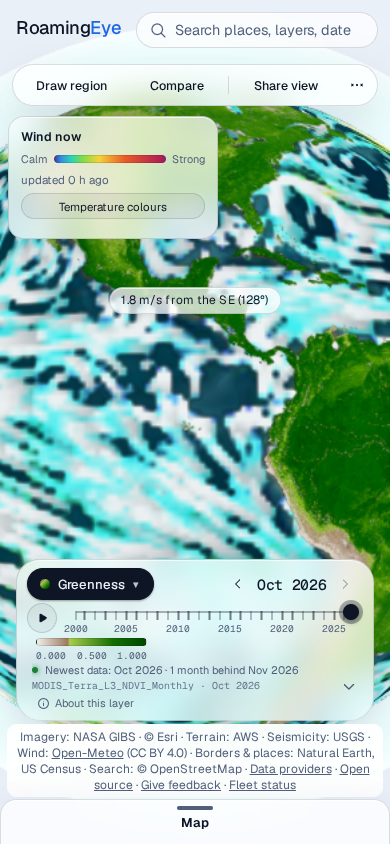 RoamingEye
Search places, layers, date
Draw region
Compare
Share view
Wind now
Calm
Strong
updated 0 h ago
Temperature colours
1.8 m/s from the SE (128°)
Greenness
Oct 2026
2000 2005 2010 2015 2020 2025
0.000 0.500 1.000
Newest data: Oct 2026 · 1 month behind Nov 2026
MODIS_Terra_L3_NDVI_Monthly · Oct 2026
About this layer
Imagery: NASA GIBS · © Esri · Terrain: AWS · Seismicity: USGS ·
Wind: Open-Meteo (CC BY 4.0) · Borders & places: Natural Earth,
US Census · Search: © OpenStreetMap · Data providers · Open
source · Give feedback · Fleet status
Map